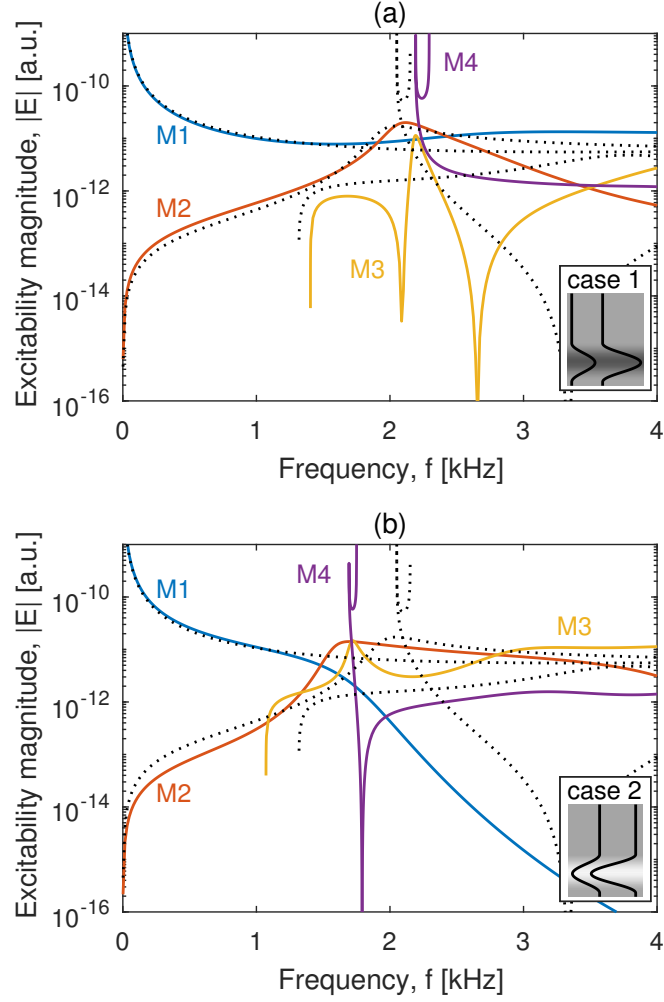 (a)
Excitability magnitude, |E| [a.u.]
10^-10
10^-12
10^-14
10^-16
M1
M2
M3
M4
case 1
0 1 2 3 4
Frequency, f [kHz]
(b)
Excitability magnitude, |E| [a.u.]
10^-10
10^-12
10^-14
10^-16
M4
M1
M3
M2
case 2
0 1 2 3 4
Frequency, f [kHz]